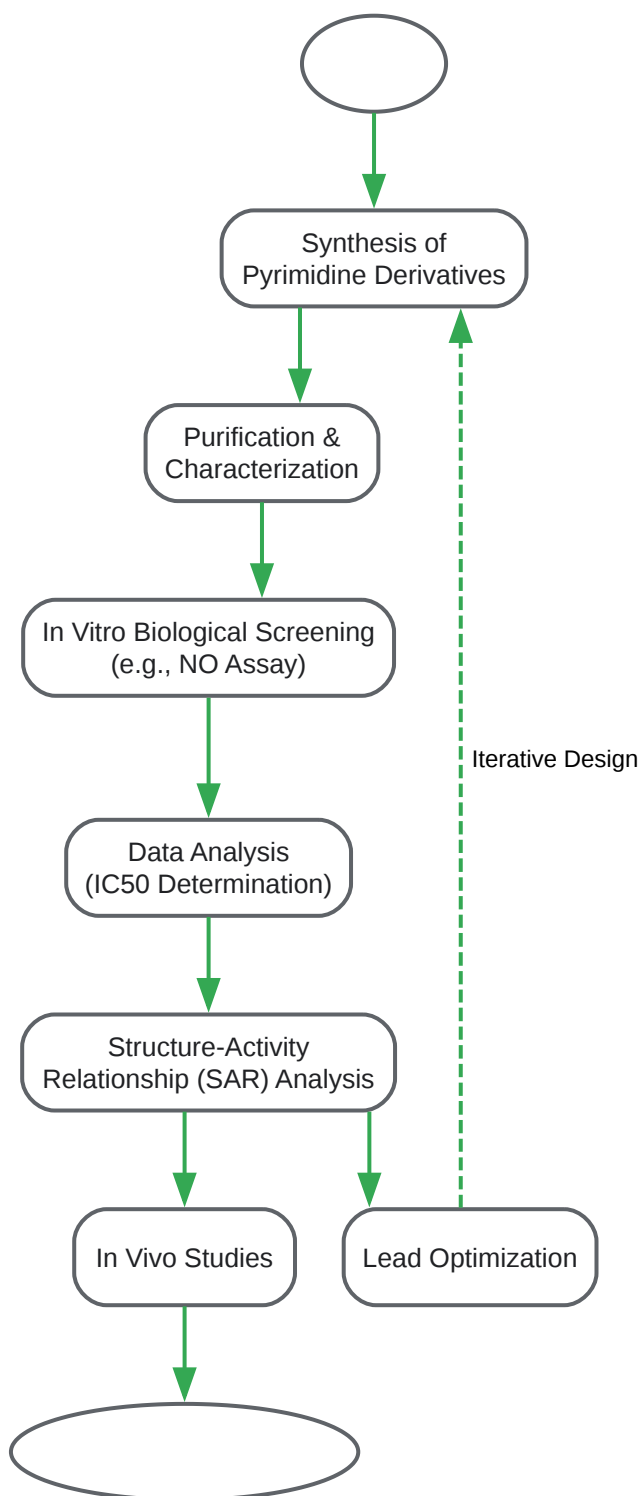 Synthesis of
Pyrimidine Derivatives
Purification &
Characterization
In Vitro Biological Screening
(e.g., NO Assay)
Iterative Design
Data Analysis
(IC50 Determination)
Structure-Activity
Relationship (SAR) Analysis
In Vivo Studies
Lead Optimization